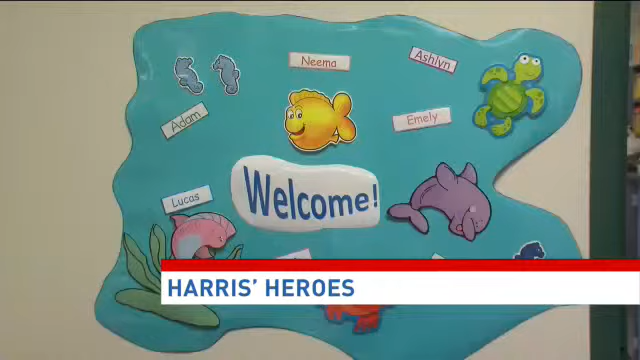 Neema
Ashlyn
Adam
Emely
Welcome!
Lucas
HARRIS' HEROES